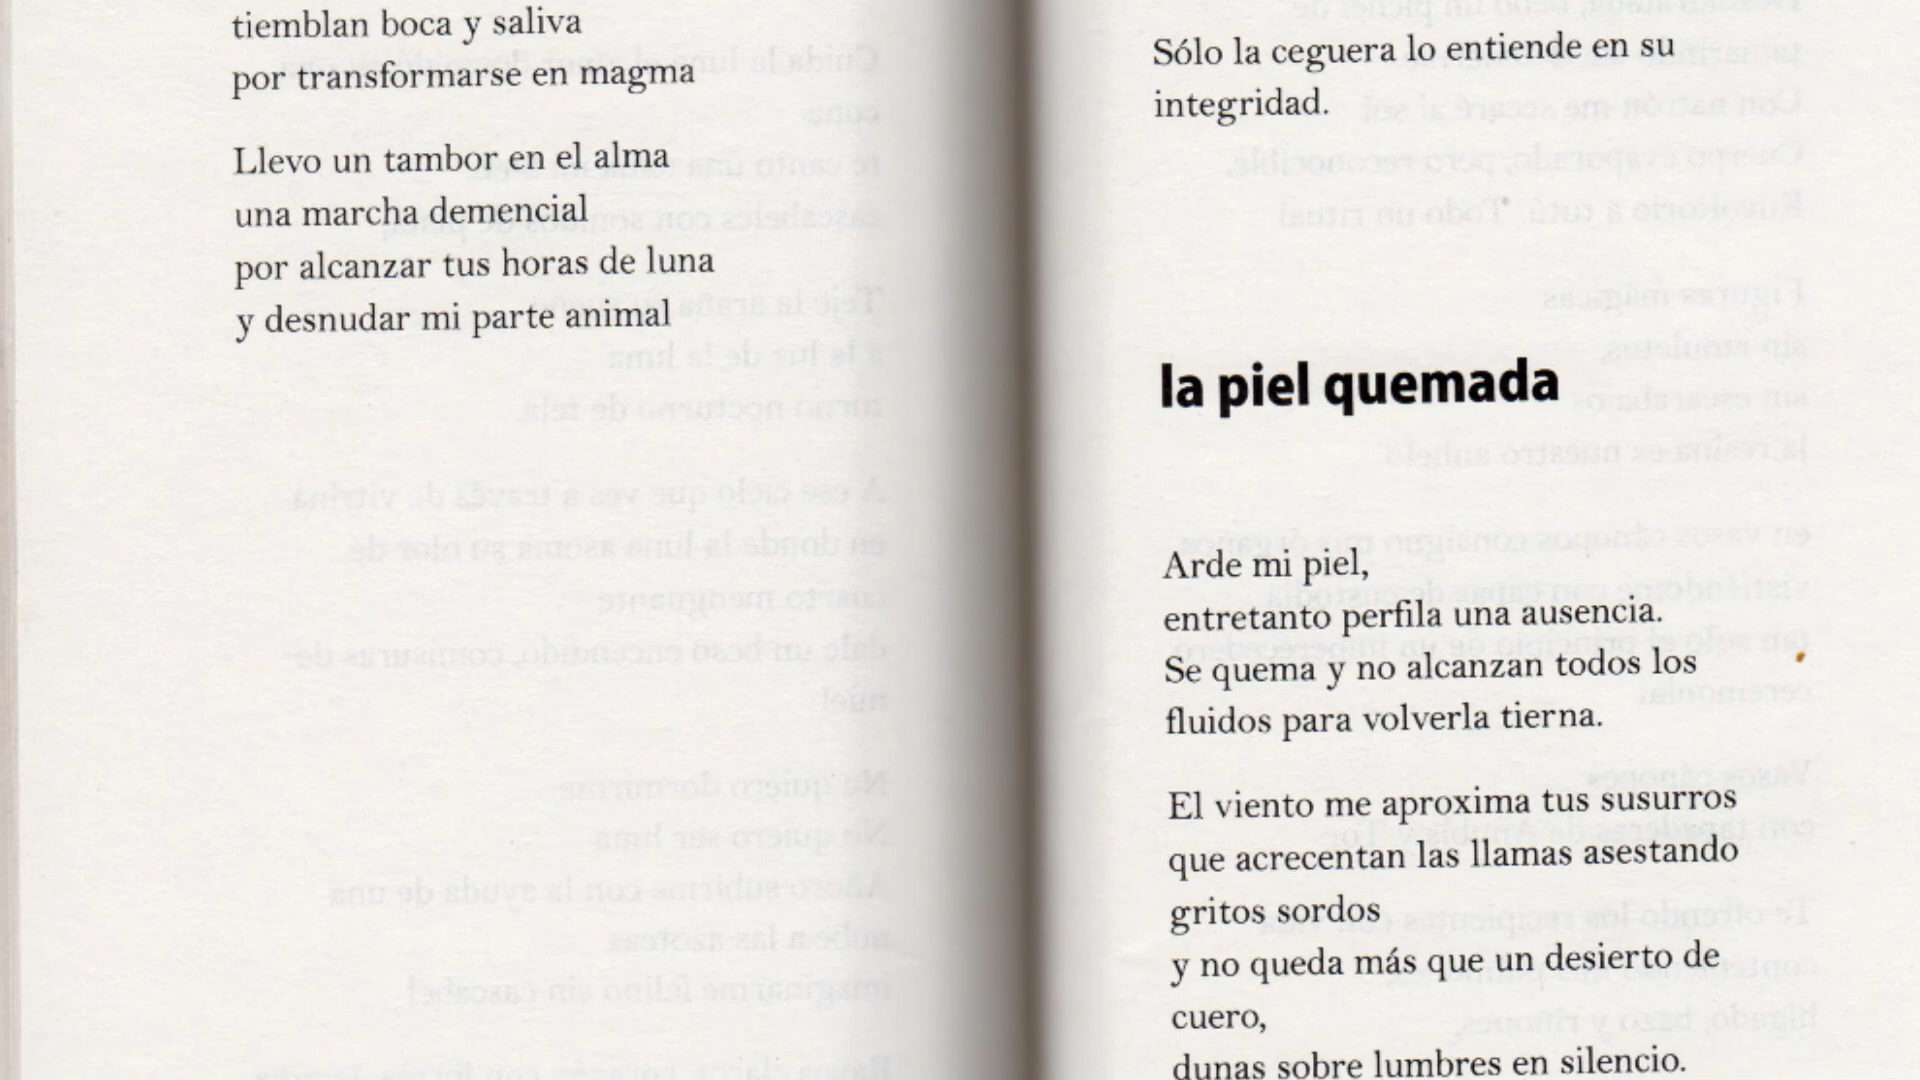 tiemblan boca y saliva
por transformarse en magma
Llevo un tambor en el alma
una marcha demencial
por alcanzar tus horas de luna
y desnudar mi parte animal
Sólo la ceguera lo entiende en su
integridad.
la piel quemada
Arde mi piel,
entretanto perfila una ausencia.
Se quema y no alcanzan todos los
fluidos para volverla tierna.
El viento me aproxima tus susurros
que acrecentan las llamas asestando
gritos sordos
y no queda más que un desierto de
cuero,
dunas sobre lumbres en silencio.